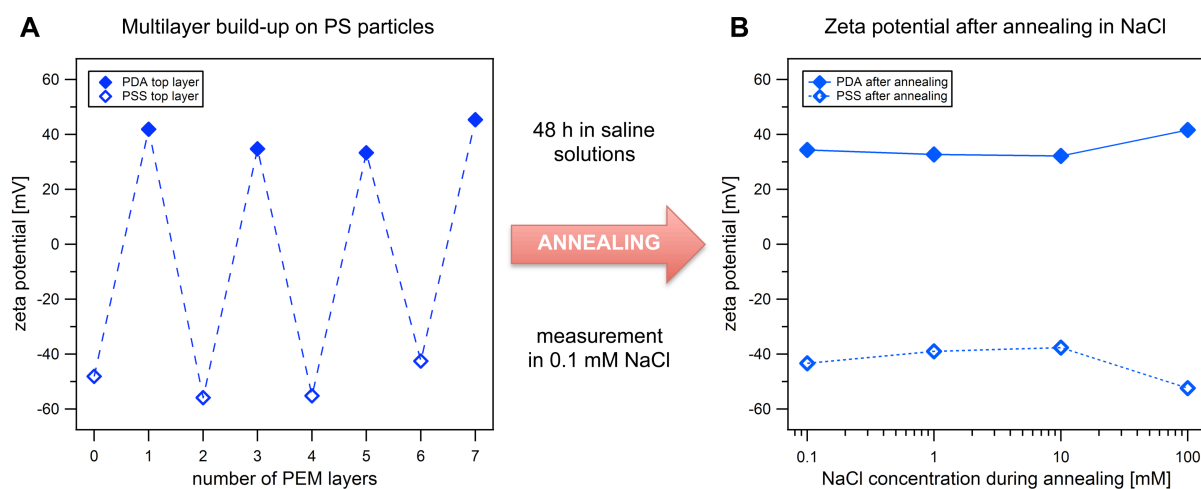 A
Multilayer build-up on PS particles
zeta potential [mV]
60
40
20
0
-20
-40
-60
PDA top layer
PSS top layer
0 1 2 3 4 5 6 7
number of PEM layers
48 h in saline
solutions
ANNEALING
measurement
in 0.1 mM NaCl
B
Zeta potential after annealing in NaCl
zeta potential [mV]
60
40
20
0
-20
-40
-60
PDA after annealing
PSS after annealing
0.1 1 10 100
NaCl concentration during annealing [mM]